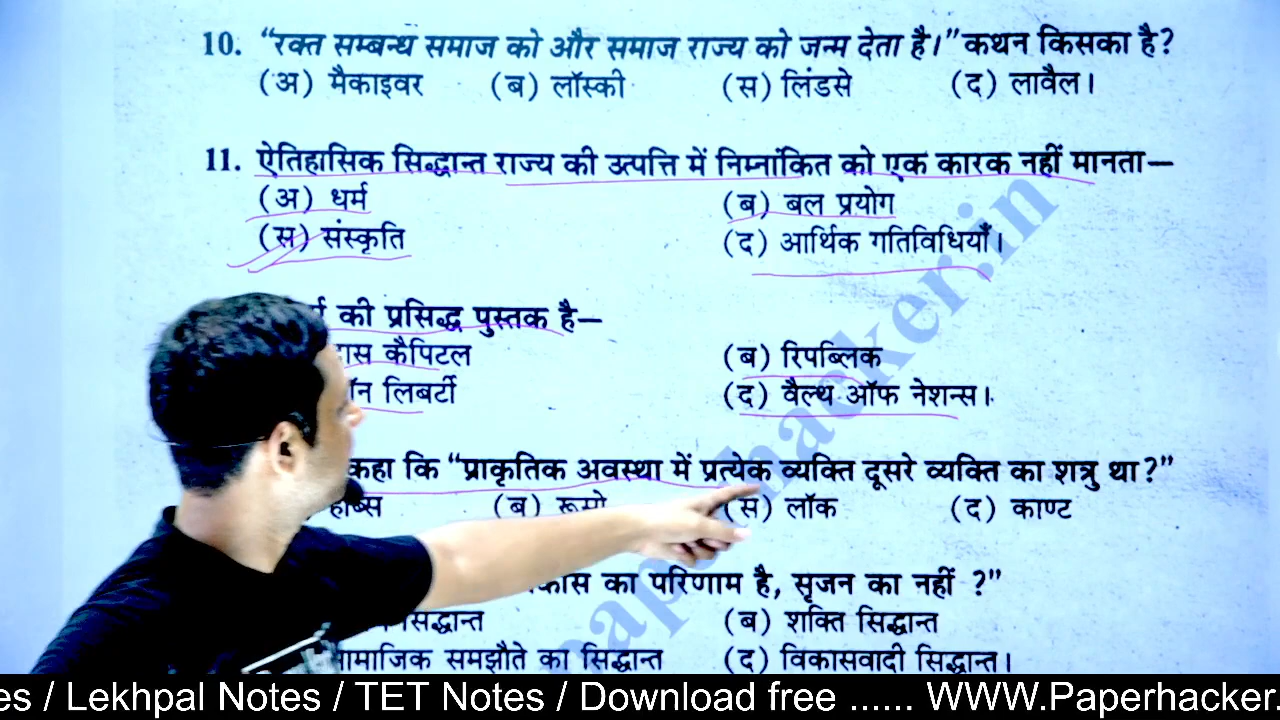 10. “रक्त सम्बन्ध समाज को और समाज राज्य को जन्म देता है।” कथन किसका है?
(अ) मैकाइवर (ब) लॉस्की (स) लिंडसे (द) लावैल।
11. ऐतिहासिक सिद्धान्त राज्य की उत्पत्ति में निम्नांकित को एक कारक नहीं मानता—
(अ) धर्म (ब) बल प्रयोग
(स) संस्कृति (द) आर्थिक गतिविधियाँ।
की प्रसिद्ध पुस्तक है—
कैपिटल (ब) रिपब्लिक
लिबर्टी (द) वैल्थ ऑफ नेशन्स।
कहा कि “प्राकृतिक अवस्था में प्रत्येक व्यक्ति दूसरे व्यक्ति का शत्रु था?”
हॉब्स (ब) रूसो (स) लॉक (द) काण्ट
का परिणाम है, सृजन का नहीं ?”
सिद्धान्त (ब) शक्ति सिद्धान्त
समझौते का सिद्धान्त (द) विकासवादी सिद्धान्त।
paperhacker.in
/ Lekhpal Notes / TET Notes / Download free ...... WWW.Paperhacker.